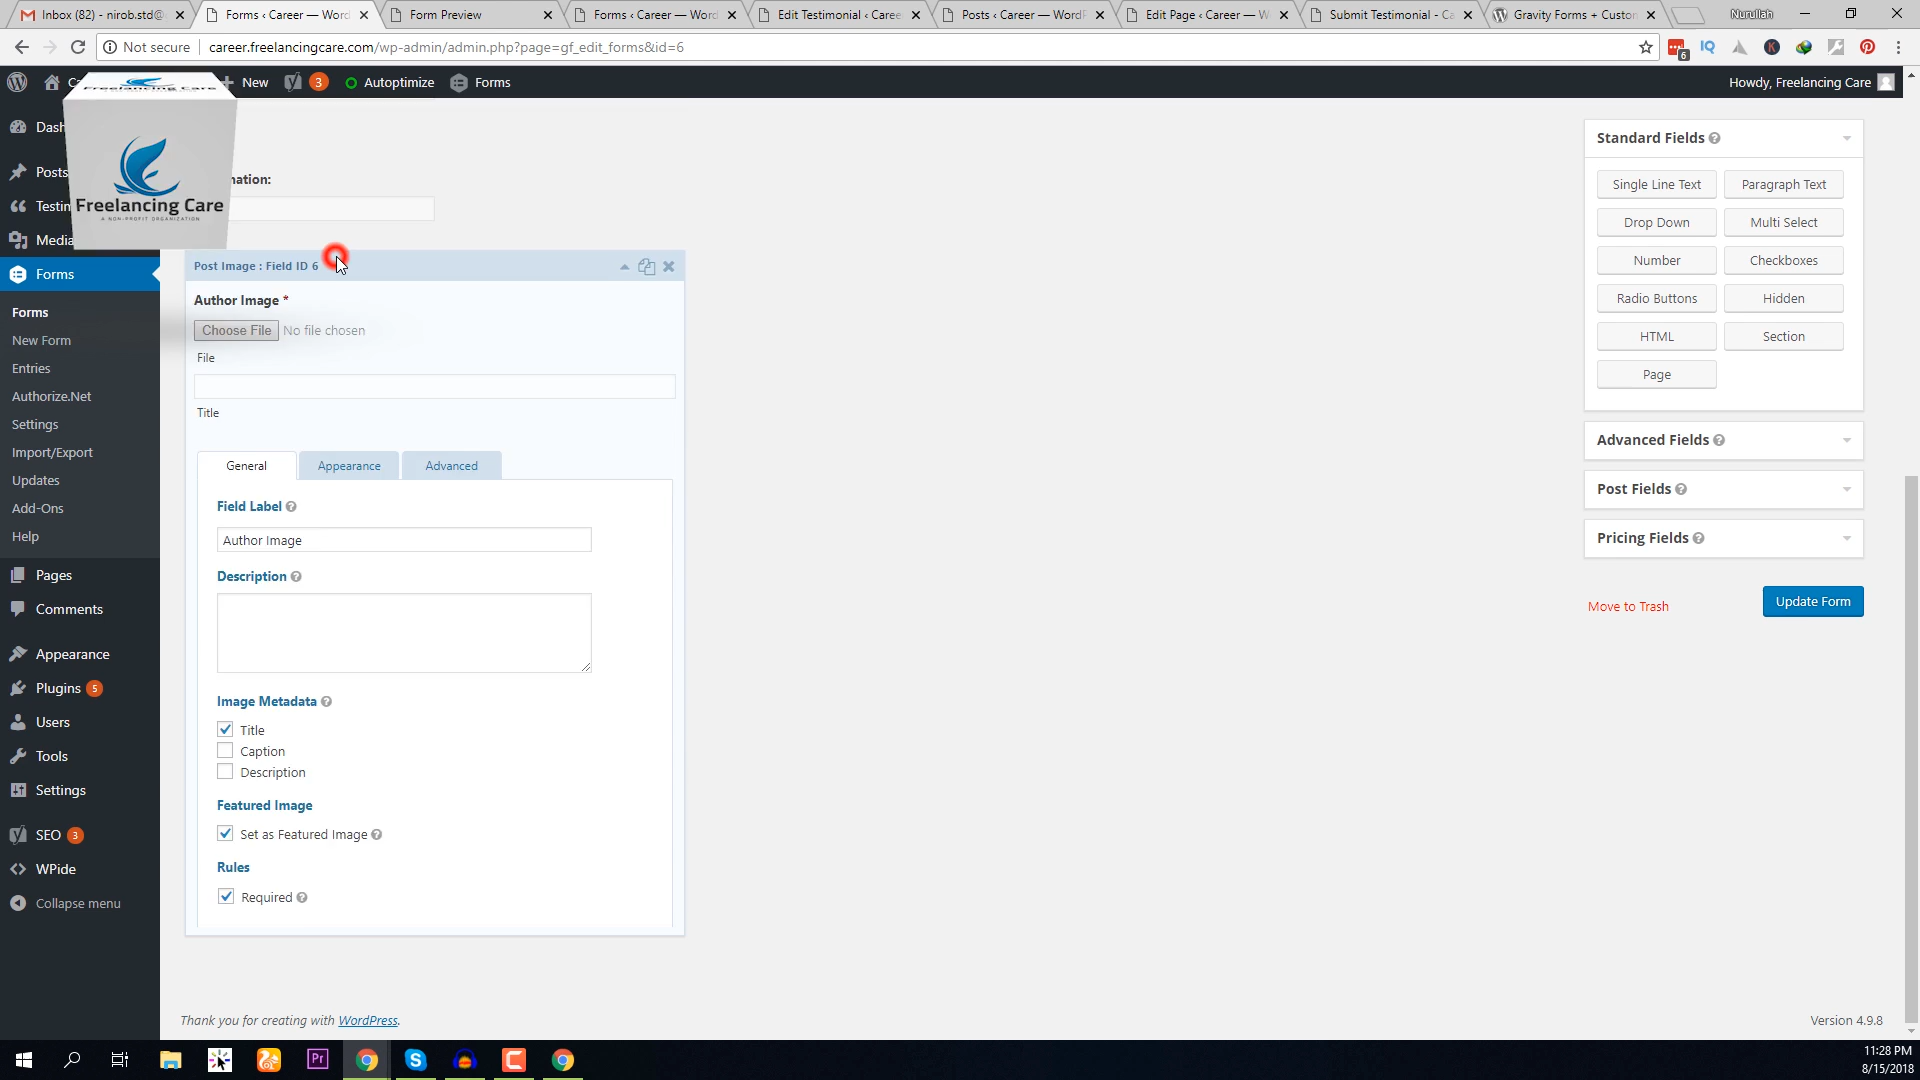 Inbox (82) - nirob.std@
Forms ‹ Career — Word
Form Preview
Forms ‹ Career — Word
Edit Testimonial ‹ Caree
Posts ‹ Career — WordP
Edit Page ‹ Career — W
Submit Testimonial - Ca
Gravity Forms + Custo
Nurullah
Not secure
career.freelancingcare.com/wp-admin/admin.php?page=gf_edit_forms&id=6
6
New
3
Autoptimize
Forms
Howdy, Freelancing Care
Freelancing Care
Freelancing Care
A NON-PROFIT ORGANIZATION
Dash
Posts
Testim
Media
Forms
Forms
New Form
Entries
Authorize.Net
Settings
Import/Export
Updates
Add-Ons
Help
Pages
Comments
Appearance
Plugins 5
Users
Tools
Settings
SEO 3
WPide
Collapse menu
nation:
Post Image : Field ID 6
Author Image *
Choose File No file chosen
File
Title
General
Appearance
Advanced
Field Label
Author Image
Description
Image Metadata
Title
Caption
Description
Featured Image
Set as Featured Image
Rules
Required
Standard Fields
Single Line Text
Paragraph Text
Drop Down
Multi Select
Number
Checkboxes
Radio Buttons
Hidden
HTML
Section
Page
Advanced Fields
Post Fields
Pricing Fields
Move to Trash
Update Form
Thank you for creating with WordPress.
Version 4.9.8
Pr
11:28 PM
8/15/2018